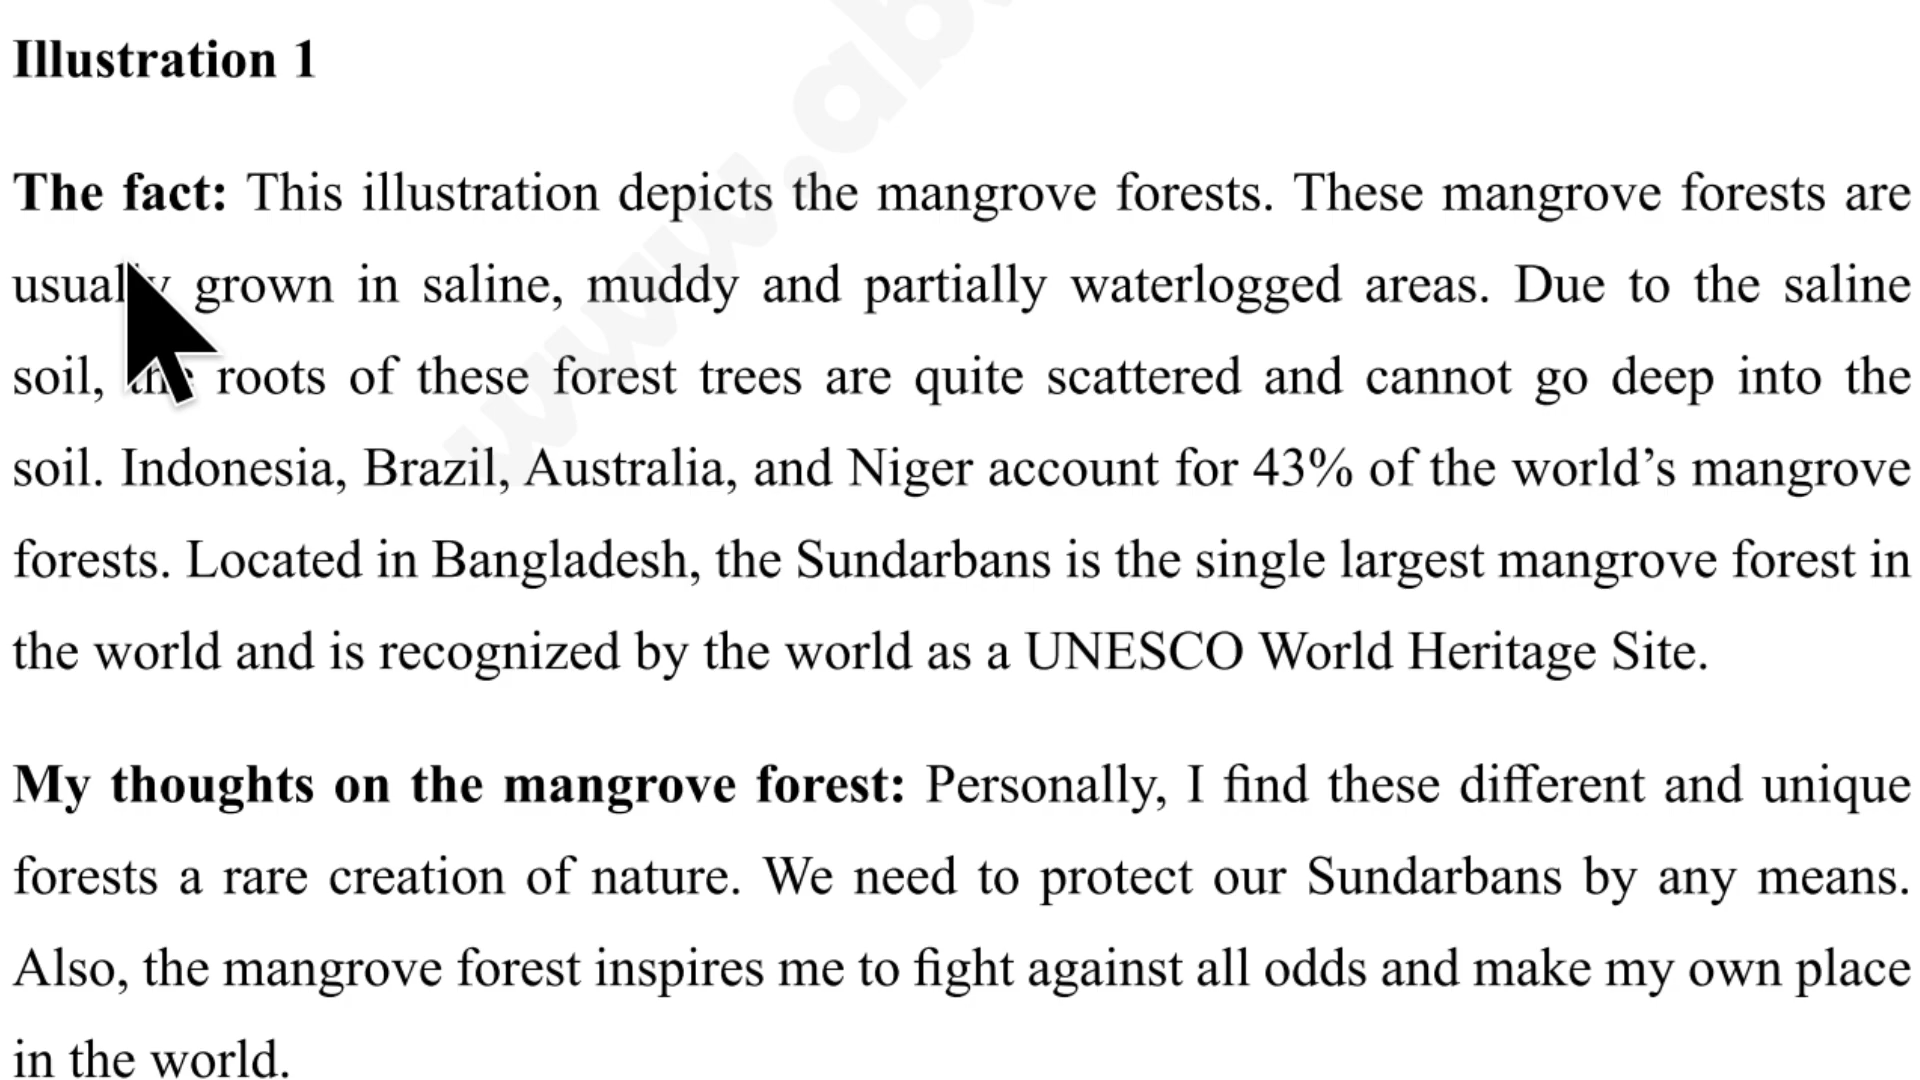 Illustration 1
The fact: This illustration depicts the mangrove forests. These mangrove forests are
usually grown in saline, muddy and partially waterlogged areas. Due to the saline
soil, the roots of these forest trees are quite scattered and cannot go deep into the
soil. Indonesia, Brazil, Australia, and Niger account for 43% of the world’s mangrove
forests. Located in Bangladesh, the Sundarbans is the single largest mangrove forest in
the world and is recognized by the world as a UNESCO World Heritage Site.
My thoughts on the mangrove forest: Personally, I find these different and unique
forests a rare creation of nature. We need to protect our Sundarbans by any means.
Also, the mangrove forest inspires me to fight against all odds and make my own place
in the world.